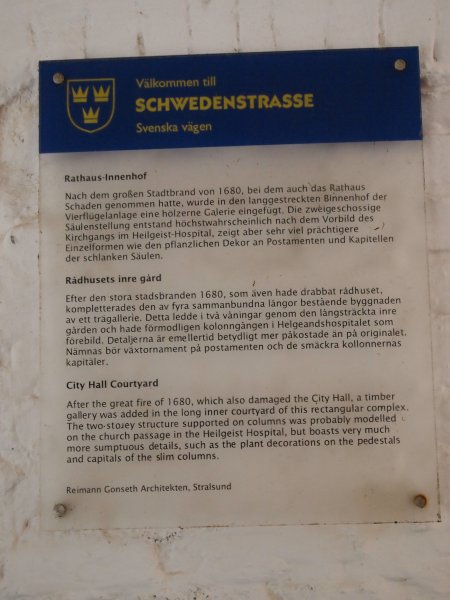 Välkommen till
SCHWEDENSTRASSE
Svenska vägen
Rathaus-Innenhof
Nach dem großen Stadtbrand von 1680, bei dem auch das Rathaus
Schaden genommen hatte, wurde in den langgestreckten Binnenhof der
Vierflügelanlage eine hölzerne Galerie eingefügt. Die zweigeschossige
Säulenstellung entstand höchstwahrscheinlich nach dem Vorbild des
Kirchgangs im Heilgeist-Hospital, zeigt aber sehr viel prächtigere
Einzelformen wie den pflanzlichen Dekor an Postamenten und Kapitellen
der schlanken Säulen.
Rådhusets inre gård
Efter den stora stadsbranden 1680, som även hade drabbat rådhuset,
kompletterades den av fyra sammanbundna längor bestående byggnaden
av ett trägallerie. Detta ledde i två våningar genom den långsträckta inre
gården och hade förmodligen kolonngången i Helgeandshospitalet som
förebild. Detaljerna är emellertid betydligt mer påkostade än på originalet.
Nämnas bör växtornament på postamenten och de smäckra kollonnernas
kapitäler.
City Hall Courtyard
After the great fire of 1680, which also damaged the City Hall, a timber
gallery was added in the long inner courtyard of this rectangular complex.
The two-storey structure supported on columns was probably modelled
on the church passage in the Heilgeist Hospital, but boasts very much
more sumptuous details, such as the plant decorations on the pedestals
and capitals of the slim columns.
Reimann Gonseth Architekten, Stralsund